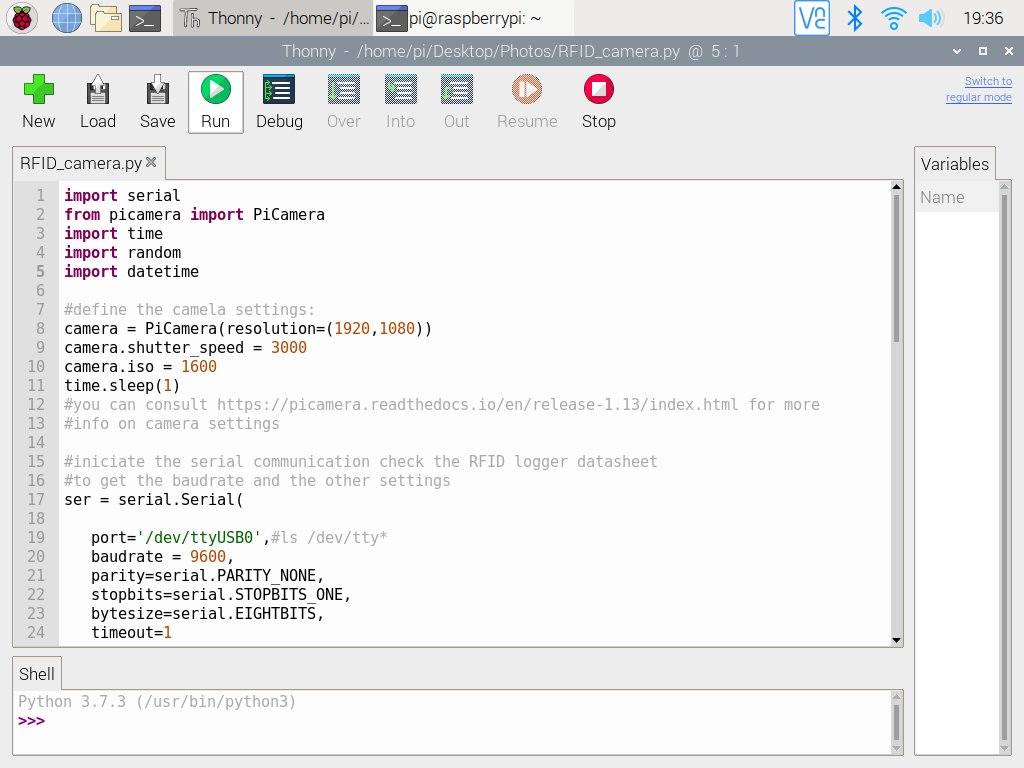 Thonny - /home/pi/...
pi@raspberrypi: ~
19:36
Thonny - /home/pi/Desktop/Photos/RFID_camera.py @ 5 : 1
New
Load
Save
Run
Debug
Over
Into
Out
Resume
Stop
Switch to
regular mode
RFID_camera.py
1 import serial
2 from picamera import PiCamera
3 import time
4 import random
5 import datetime
6
7 #define the camela settings:
8 camera = PiCamera(resolution=(1920,1080))
9 camera.shutter_speed = 3000
10 camera.iso = 1600
11 time.sleep(1)
12 #you can consult https://picamera.readthedocs.io/en/release-1.13/index.html for more
13 #info on camera settings
14
15 #iniciate the serial communication check the RFID logger datasheet
16 #to get the baudrate and the other settings
17 ser = serial.Serial(
18
19 port='/dev/ttyUSB0',#ls /dev/tty*
20 baudrate = 9600,
21 parity=serial.PARITY_NONE,
22 stopbits=serial.STOPBITS_ONE,
23 bytesize=serial.EIGHTBITS,
24 timeout=1
Variables
Name
Shell
Python 3.7.3 (/usr/bin/python3)
>>>